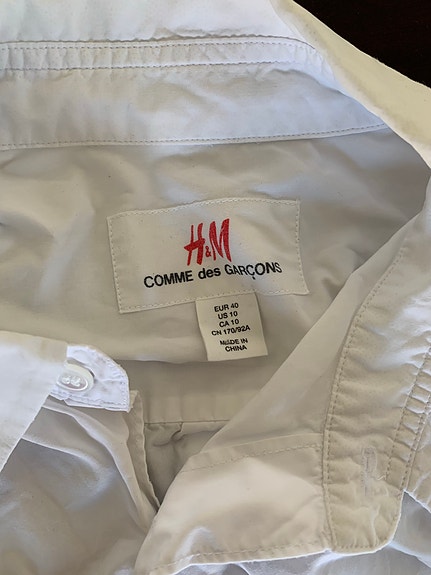 H&M
COMME des GARÇONS
EUR 40
US 10
CA 10
CN 170/92A
MADE IN
CHINA